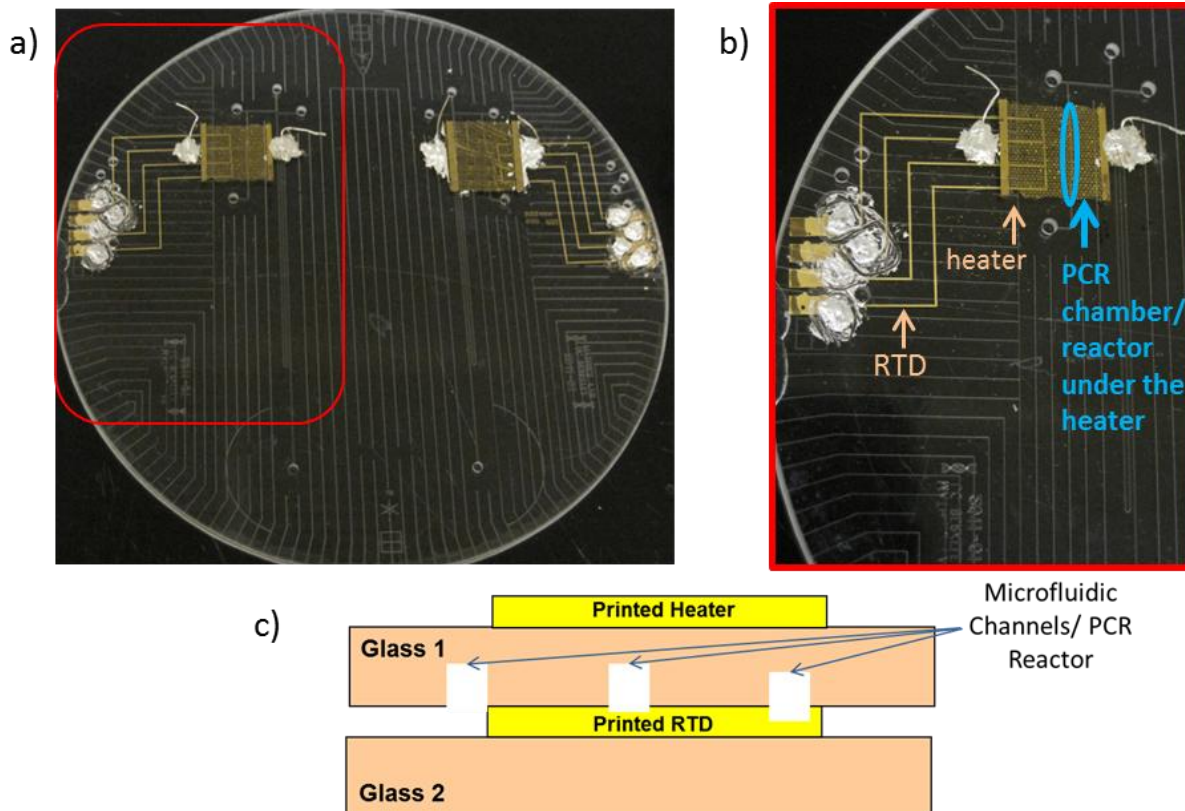 a)
b)
heater
RTD
PCR
chamber/
reactor
under the
heater
c)
Printed Heater
Glass 1
Microfluidic
Channels/ PCR
Reactor
Printed RTD
Glass 2